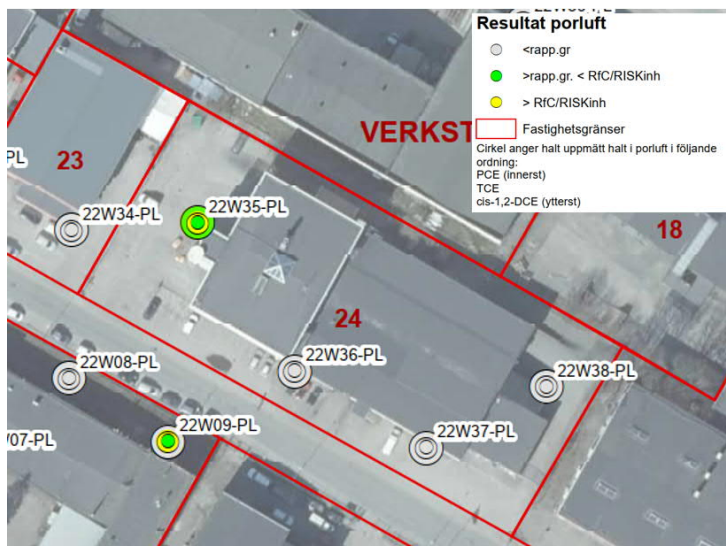 Resultat porluft
<rapp.gr
>rapp.gr. < RfC/RISKinh
> RfC/RISKinh
Fastighetsgränser
Cirkel anger halt uppmätt halt i porluft i följande
ordning:
PCE (innerst)
TCE
cis-1,2-DCE (ytterst)
VERKST
23
PL
22W34-PL
22W35-PL
18
24
22W08-PL
22W36-PL
22W38-PL
22W09-PL
W07-PL
22W37-PL